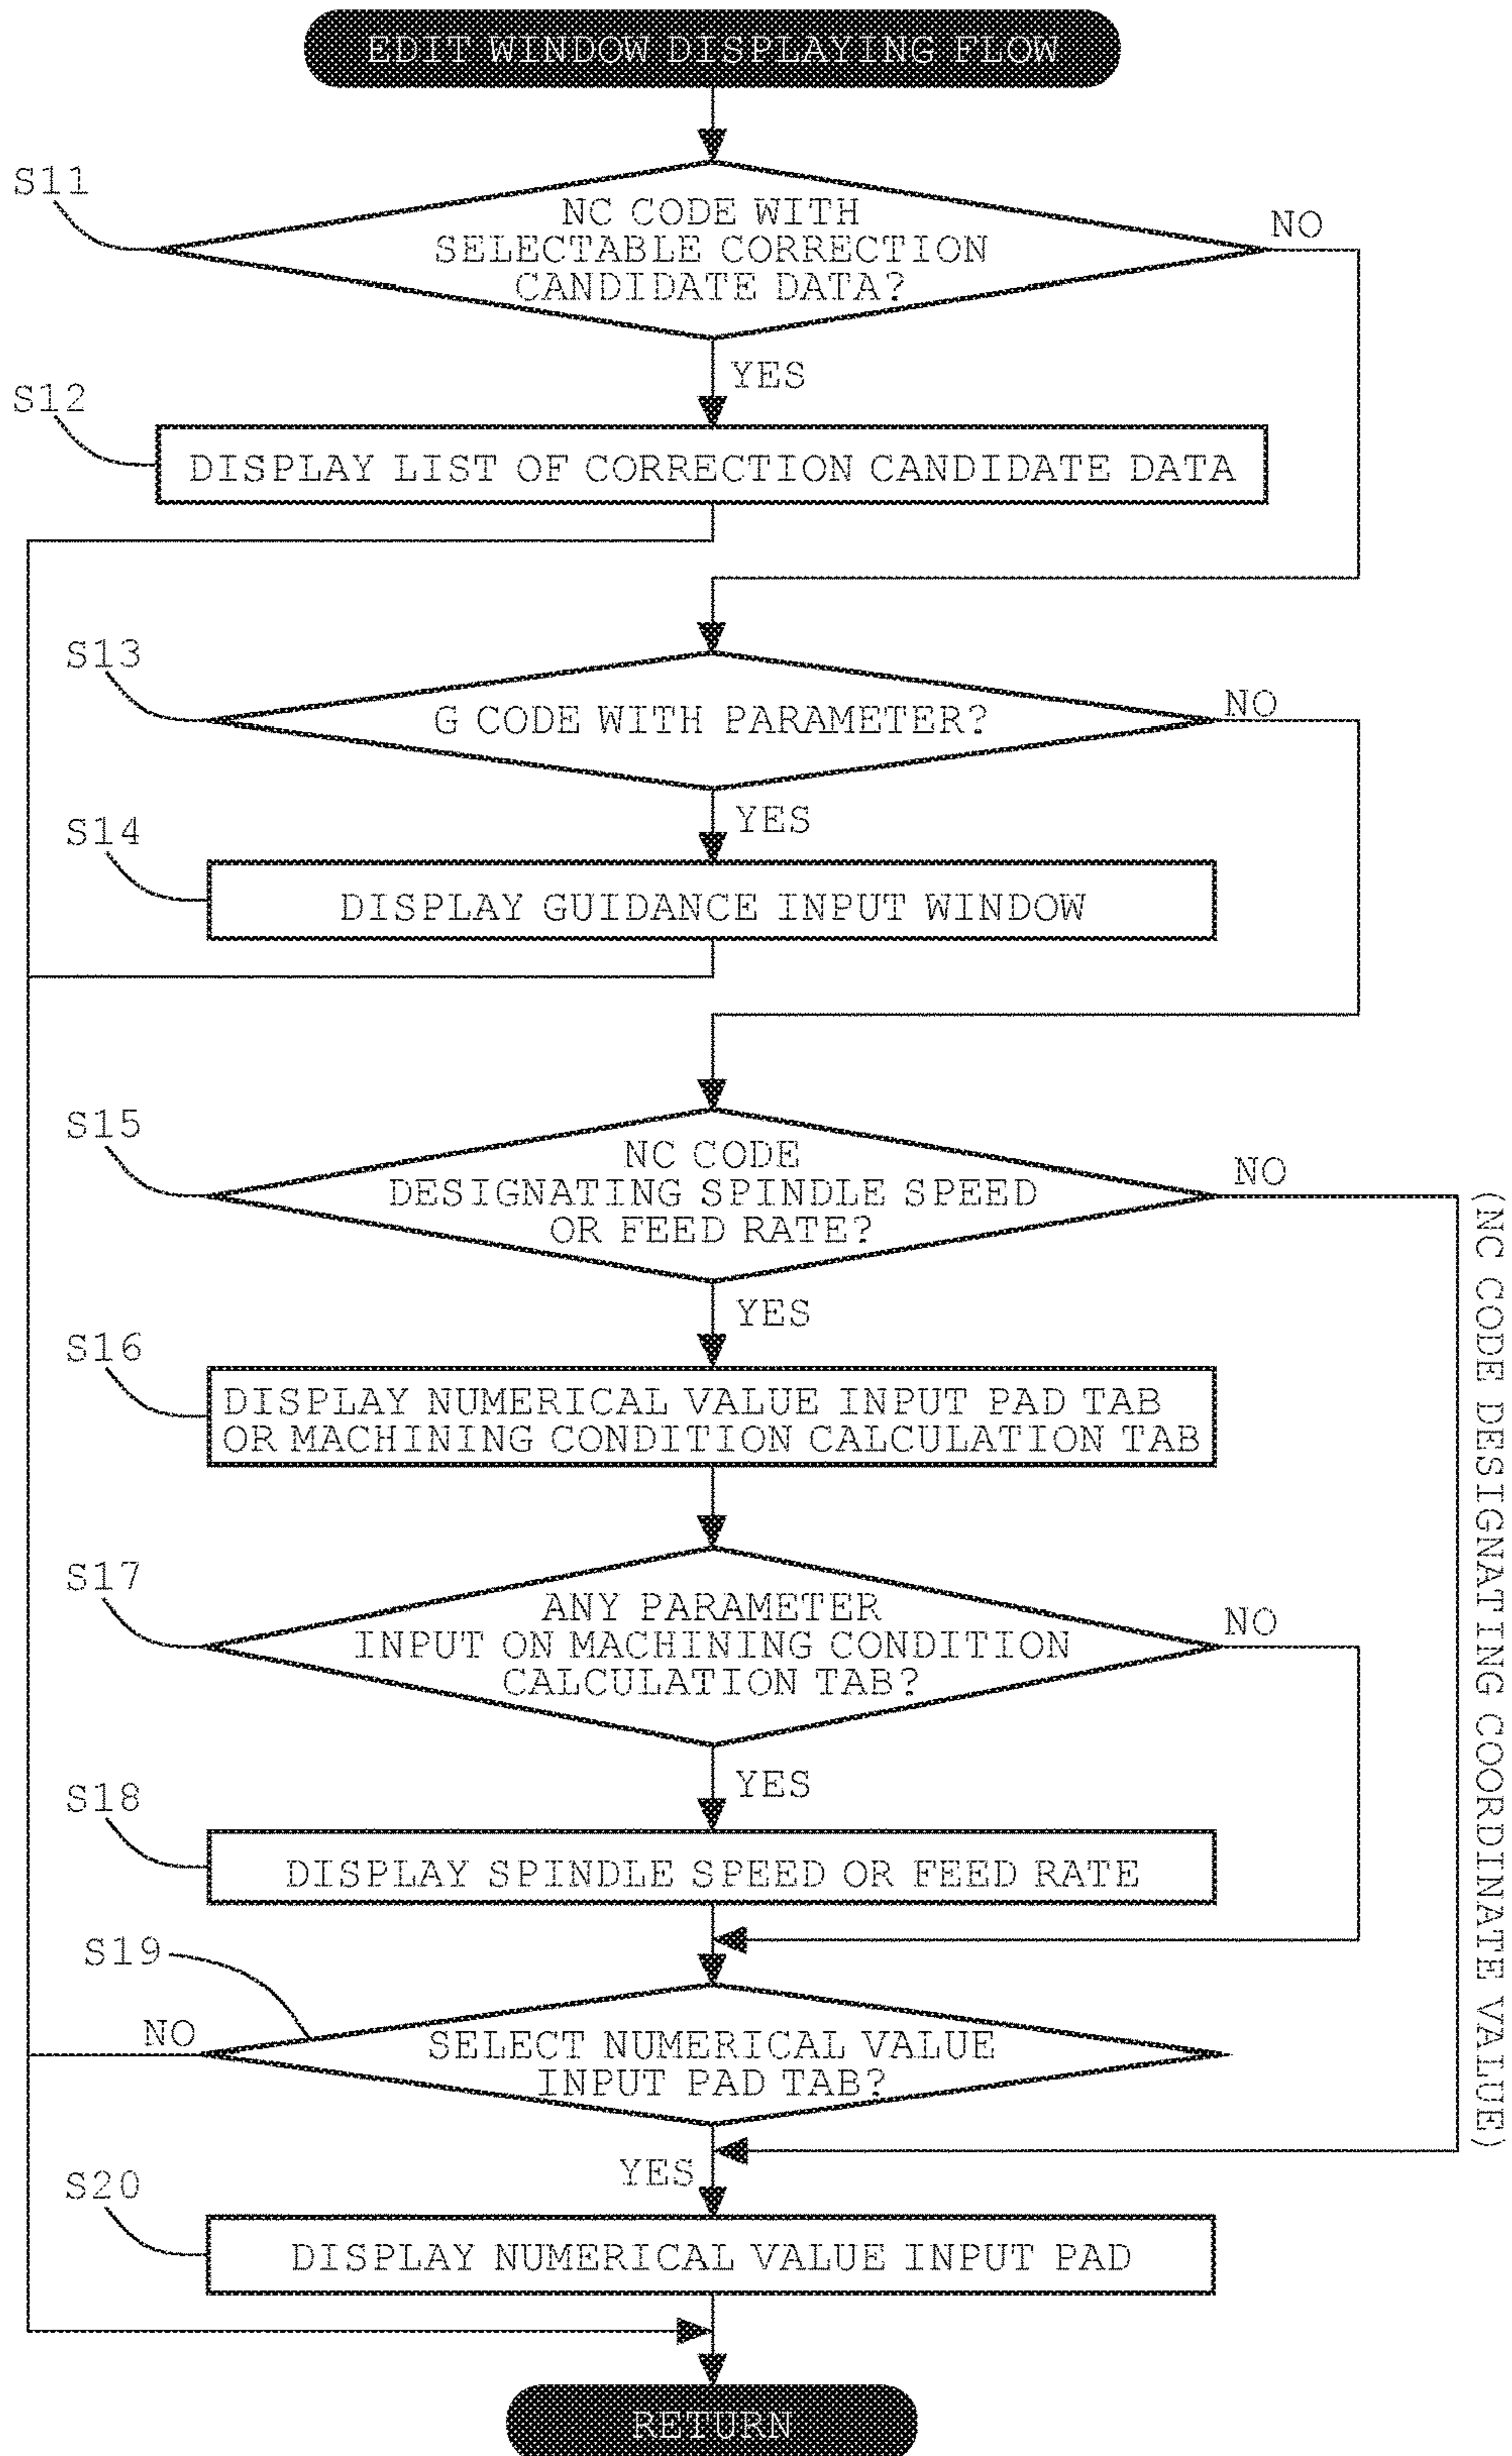 EDIT WINDOW DISPLAYING FLOW
S11
NC CODE WITH
SELECTABLE CORRECTION
CANDIDATE DATA?
NO
YES
S12
DISPLAY LIST OF CORRECTION CANDIDATE DATA
S13
G CODE WITH PARAMETER?
NO
YES
S14
DISPLAY GUIDANCE INPUT WINDOW
S15
NC CODE
DESIGNATING SPINDLE SPEED
OR FEED RATE?
NO
(NC CODE DESIGNATING COORDINATE VALUE)
YES
S16
DISPLAY NUMERICAL VALUE INPUT PAD TAB
OR MACHINING CONDITION CALCULATION TAB
S17
ANY PARAMETER
INPUT ON MACHINING CONDITION
CALCULATION TAB?
NO
YES
S18
DISPLAY SPINDLE SPEED OR FEED RATE
S19
NO
SELECT NUMERICAL VALUE
INPUT PAD TAB?
YES
S20
DISPLAY NUMERICAL VALUE INPUT PAD
RETURN